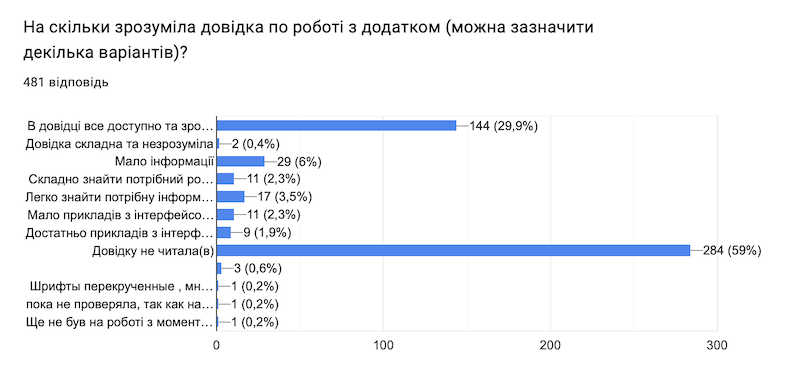 На скільки зрозуміла довідка по роботі з додатком (можна зазначити
декілька варіантів)?
481 відповідь
В довідці все доступно та зро… 144 (29,9%)
Довідка складна та незрозуміла 2 (0,4%)
Мало інформації 29 (6%)
Складно знайти потрібний ро… 11 (2,3%)
Легко знайти потрібну інформ… 17 (3,5%)
Мало прикладів з інтерфейсо… 11 (2,3%)
Достатньо прикладів з інтерф… 9 (1,9%)
Довідку не читала(в) 284 (59%)
3 (0,6%)
Шрифты перекрученные , мн… 1 (0,2%)
пока не проверяла, так как на… 1 (0,2%)
Ще не був на роботі з момент… 1 (0,2%)
0 100 200 300